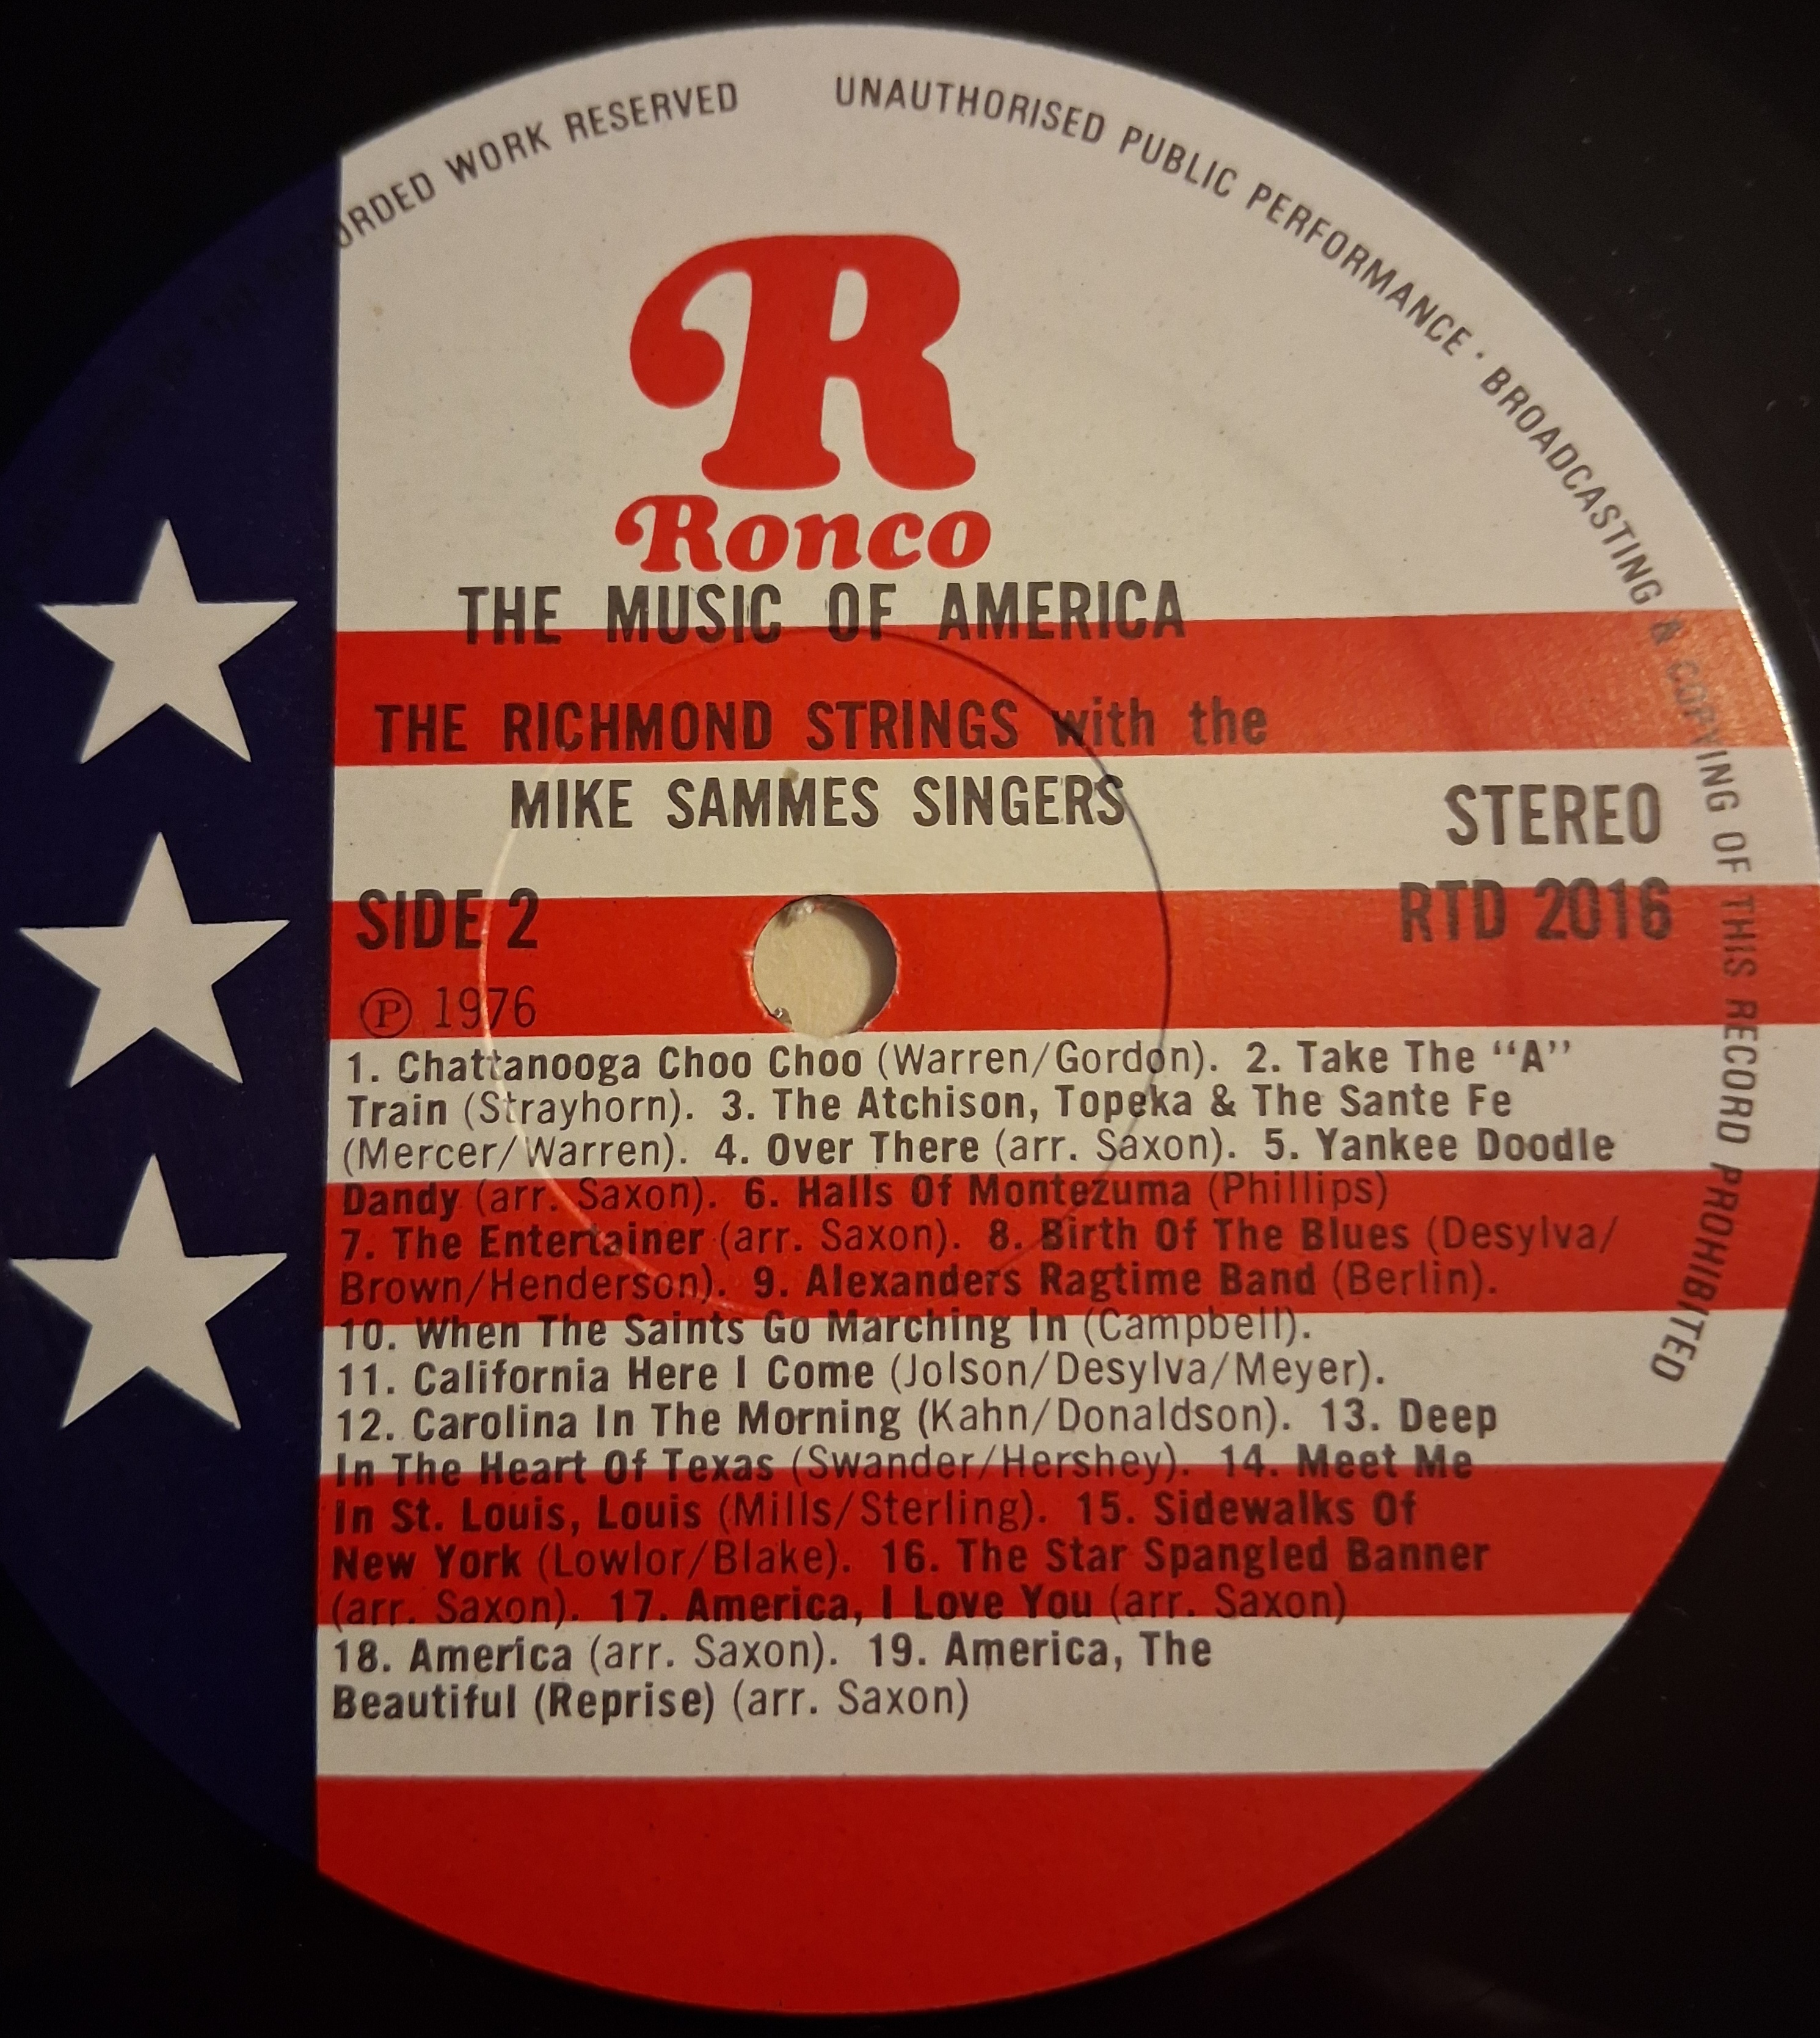 ORDED WORK RESERVED UNAUTHORISED PUBLIC PERFORMANCE · BROADCASTING & COPYING OF THIS RECORD PROHIBITED
R
Ronco
THE MUSIC OF AMERICA
THE RICHMOND STRINGS with the
MIKE SAMMES SINGERS
STEREO
SIDE 2
RTD 2016
Ⓟ 1976
1. Chattanooga Choo Choo (Warren/Gordon). 2. Take The “A”
Train (Strayhorn). 3. The Atchison, Topeka & The Sante Fe
(Mercer/Warren). 4. Over There (arr. Saxon). 5. Yankee Doodle
Dandy (arr. Saxon). 6. Halls Of Montezuma (Phillips)
7. The Entertainer (arr. Saxon). 8. Birth Of The Blues (Desylva/
Brown/Henderson). 9. Alexanders Ragtime Band (Berlin).
10. When The Saints Go Marching In (Campbell).
11. California Here I Come (Jolson/Desylva/Meyer).
12. Carolina In The Morning (Kahn/Donaldson). 13. Deep
In The Heart Of Texas (Swander/Hershey). 14. Meet Me
In St. Louis, Louis (Mills/Sterling). 15. Sidewalks Of
New York (Lowlor/Blake). 16. The Star Spangled Banner
(arr. Saxon). 17. America, I Love You (arr. Saxon)
18. America (arr. Saxon). 19. America, The
Beautiful (Reprise) (arr. Saxon)